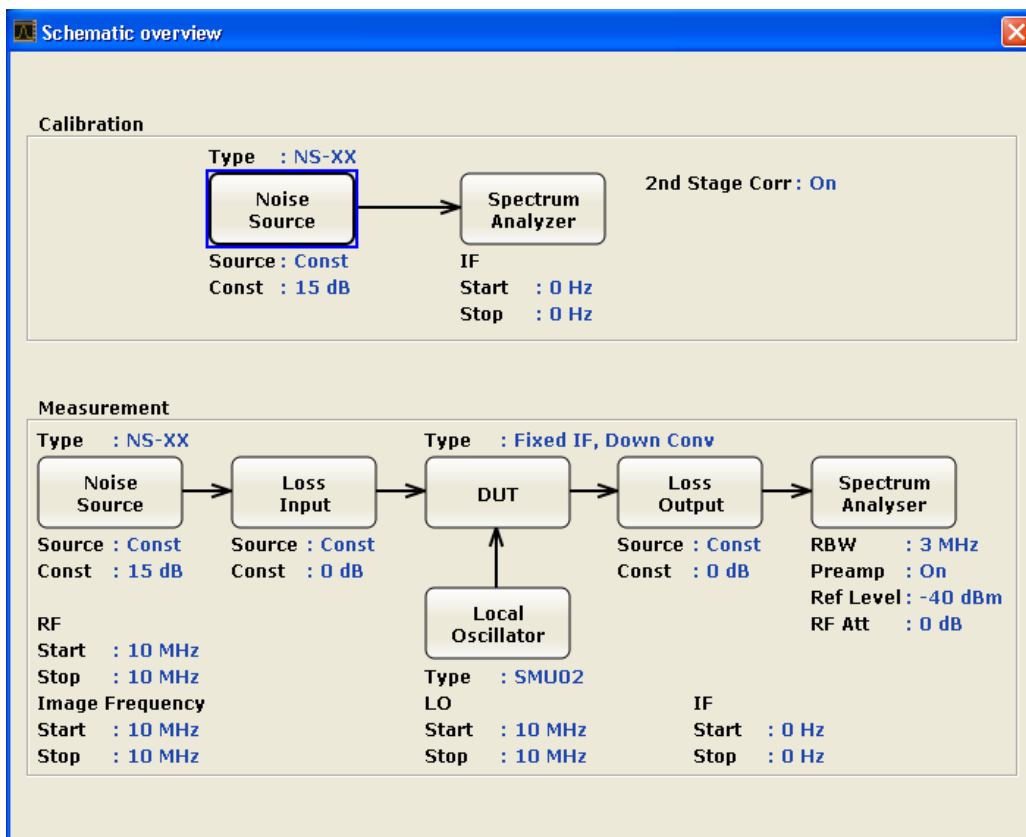 Schematic overview
Calibration
Type : NS-XX
Noise Source
Spectrum Analyzer
2nd Stage Corr : On
Source : Const
Const : 15 dB
IF
Start : 0 Hz
Stop : 0 Hz
Measurement
Type : NS-XX
Type : Fixed IF, Down Conv
Noise Source
Loss Input
DUT
Loss Output
Spectrum Analyser
Source : Const
Const : 15 dB
Source : Const
Const : 0 dB
Source : Const
Const : 0 dB
RBW : 3 MHz
Preamp : On
Ref Level : -40 dBm
RF Att : 0 dB
Local Oscillator
RF
Start : 10 MHz
Stop : 10 MHz
Image Frequency
Start : 10 MHz
Stop : 10 MHz
Type : SMU02
LO
Start : 10 MHz
Stop : 10 MHz
IF
Start : 0 Hz
Stop : 0 Hz